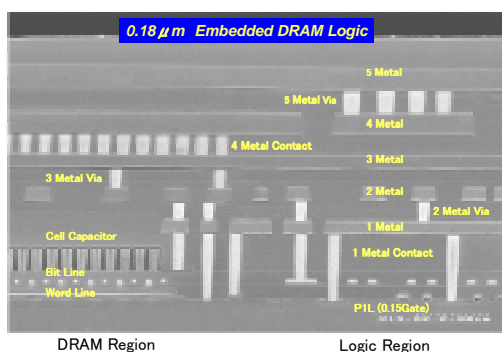 0.18μm Embedded DRAM Logic
5 Metal
5 Metal Via
4 Metal
4 Metal Contact
3 Metal
3 Metal Via
2 Metal
2 Metal Via
1 Metal
Cell Capacitor
1 Metal Contact
Bit Line
Word Line
P1L (0.15Gate)
DRAM Region
Logic Region